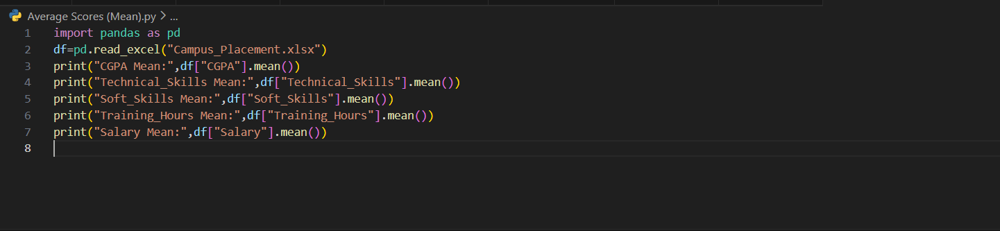 Average Scores (Mean).py > ...
1 import pandas as pd
2 df=pd.read_excel("Campus_Placement.xlsx")
3 print("CGPA Mean:",df["CGPA"].mean())
4 print("Technical_Skills Mean:",df["Technical_Skills"].mean())
5 print("Soft_Skills Mean:",df["Soft_Skills"].mean())
6 print("Training_Hours Mean:",df["Training_Hours"].mean())
7 print("Salary Mean:",df["Salary"].mean())
8